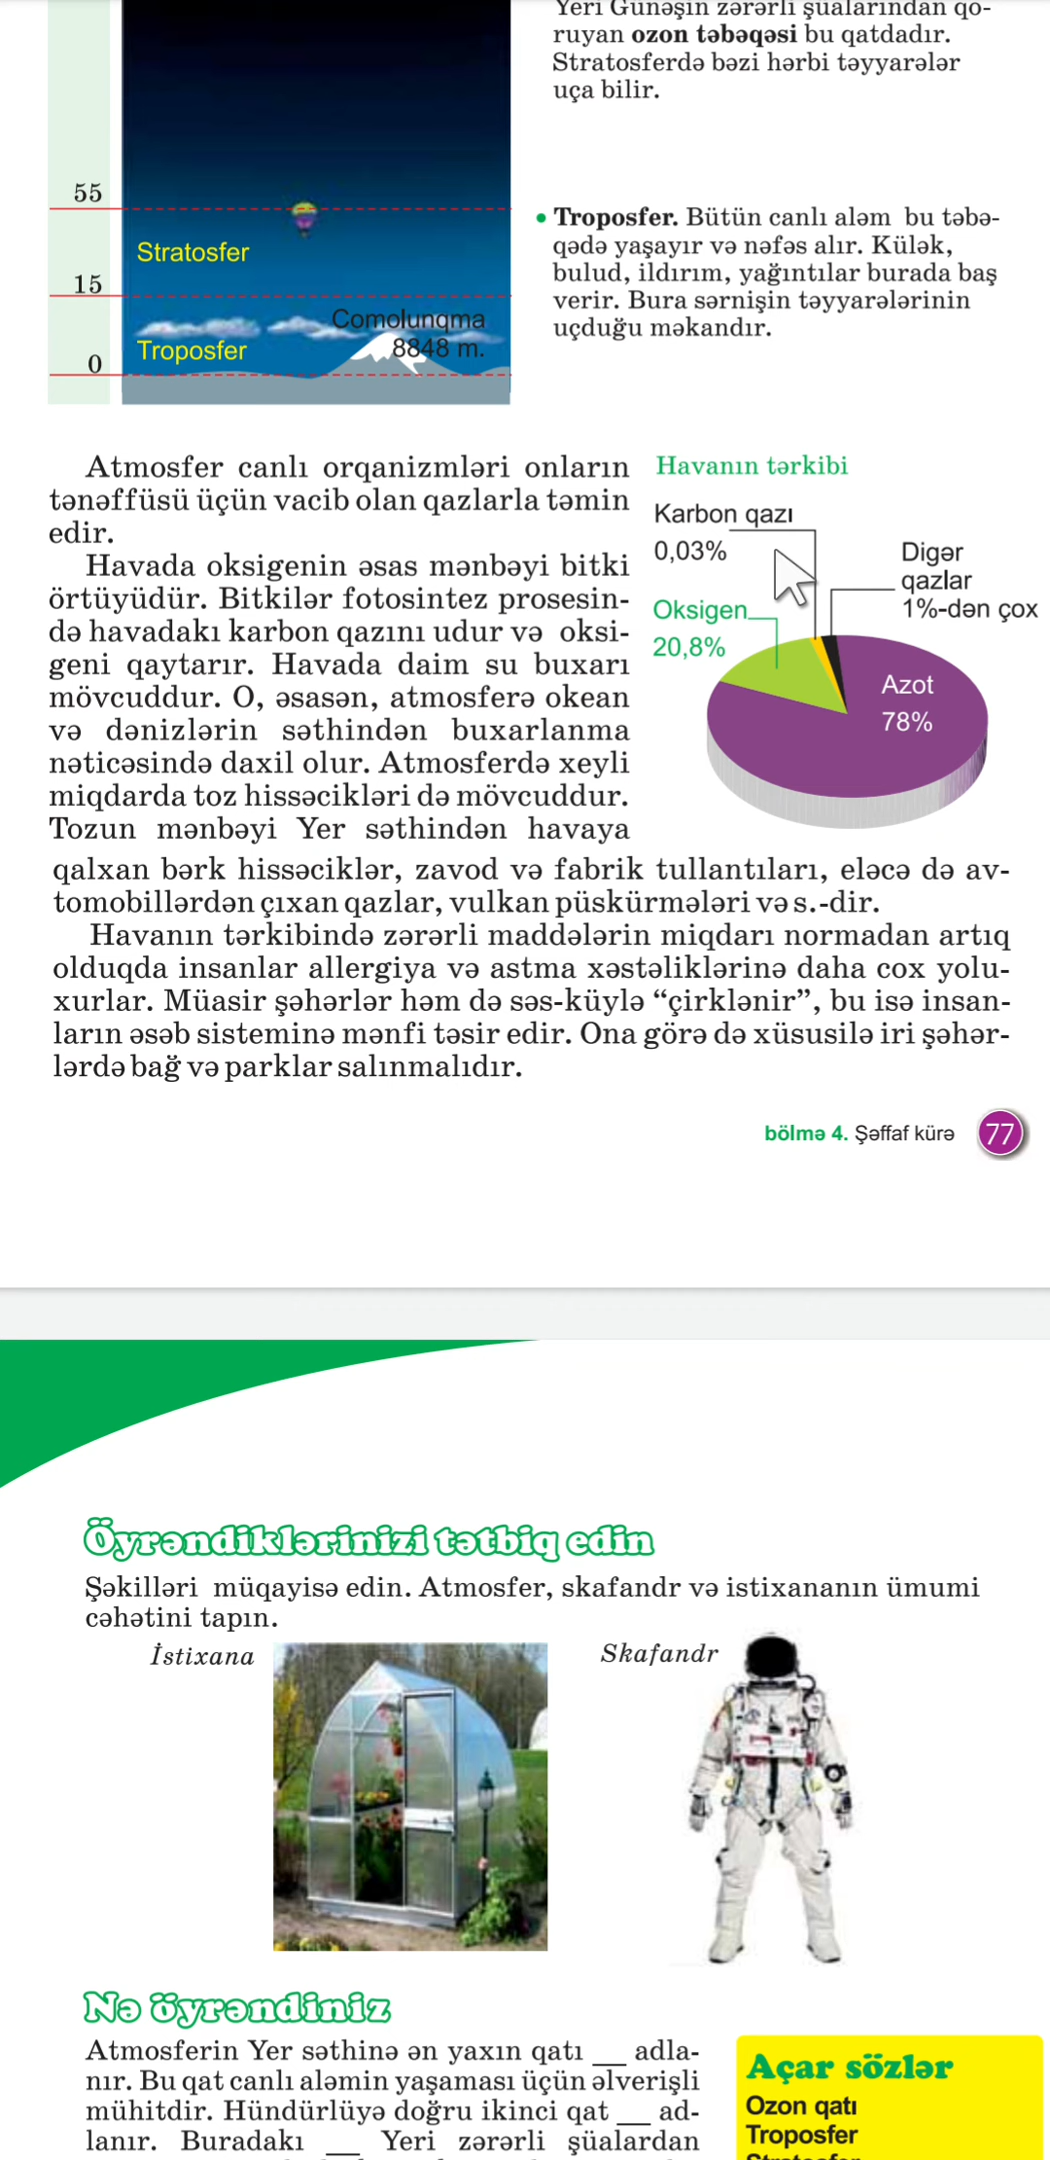 Yeri Günəşin zərərli şüalarından qo-
ruyan ozon təbəqəsi bu qatdadır.
Stratosferdə bəzi hərbi təyyarələr
uça bilir.
55
Stratosfer
15
Comolunqma
8848 m.
Troposfer
0
• Troposfer. Bütün canlı aləm bu təbə-
qədə yaşayır və nəfəs alır. Külək,
bulud, ildırım, yağıntılar burada baş
verir. Bura sərnişin təyyarələrinin
uçduğu məkandır.
Atmosfer canlı orqanizmləri onların
tənəffüsü üçün vacib olan qazlarla təmin
edir.
Havada oksigenin əsas mənbəyi bitki
örtüyüdür. Bitkilər fotosintez prosesin-
də havadakı karbon qazını udur və oksi-
geni qaytarır. Havada daim su buxarı
mövcuddur. O, əsasən, atmosferə okean
və dənizlərin səthindən buxarlanma
nəticəsində daxil olur. Atmosferdə xeyli
miqdarda toz hissəcikləri də mövcuddur.
Tozun mənbəyi Yer səthindən havaya
qalxan bərk hissəciklər, zavod və fabrik tullantıları, eləcə də av-
tomobillərdən çıxan qazlar, vulkan püskürmələri və s.-dir.
Havanın tərkibində zərərli maddələrin miqdarı normadan artıq
olduqda insanlar allergiya və astma xəstəliklərinə daha cox yolu-
xurlar. Müasir şəhərlər həm də səs-küylə “çirklənir”, bu isə insan-
ların əsəb sisteminə mənfi təsir edir. Ona görə də xüsusilə iri şəhər-
lərdə bağ və parklar salınmalıdır.
Havanın tərkibi
Karbon qazı
0,03%
Digər
qazlar
1%-dən çox
Oksigen
20,8%
Azot
78%
bölmə 4. Şəffaf kürə 77
Öyrəndiklərinizi tətbiq edin
Şəkilləri müqayisə edin. Atmosfer, skafandr və istixananın ümumi
cəhətini tapın.
İstixana
Skafandr
Nə öyrəndiniz
Atmosferin Yer səthinə ən yaxın qatı __ adla-
nır. Bu qat canlı aləmin yaşaması üçün əlverişli
mühitdir. Hündürlüyə doğru ikinci qat __ ad-
lanır. Buradakı __ Yeri zərərli şüalardan
Açar sözlər
Ozon qatı
Troposfer